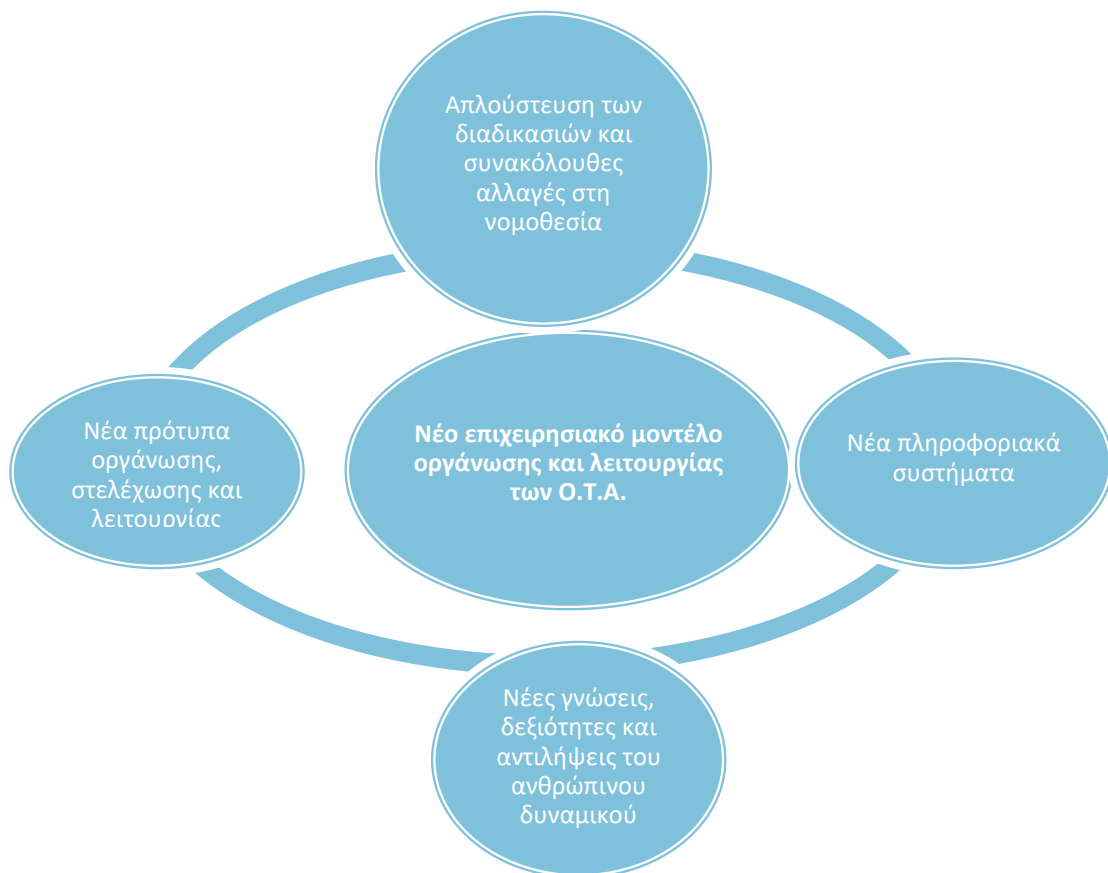 Απλούστευση των
διαδικασιών και
συνακόλουθες
αλλαγές στη
νομοθεσία
Νέα πρότυπα
οργάνωσης,
στελέχωσης και
λειτουργίας
Νέο επιχειρησιακό μοντέλο
οργάνωσης και λειτουργίας
των Ο.Τ.Α.
Νέα πληροφοριακά
συστήματα
Νέες γνώσεις,
δεξιότητες και
αντιλήψεις του
ανθρώπινου
δυναμικού